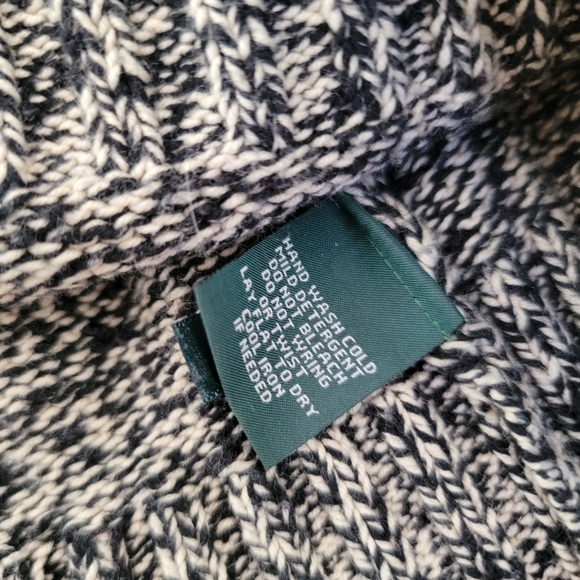 HAND WASH COLD
MILD DETERGENT
DO NOT BLEACH
DO NOT WRING
OR TWIST
LAY FLAT TO DRY
COOL IRON
IF NEEDED